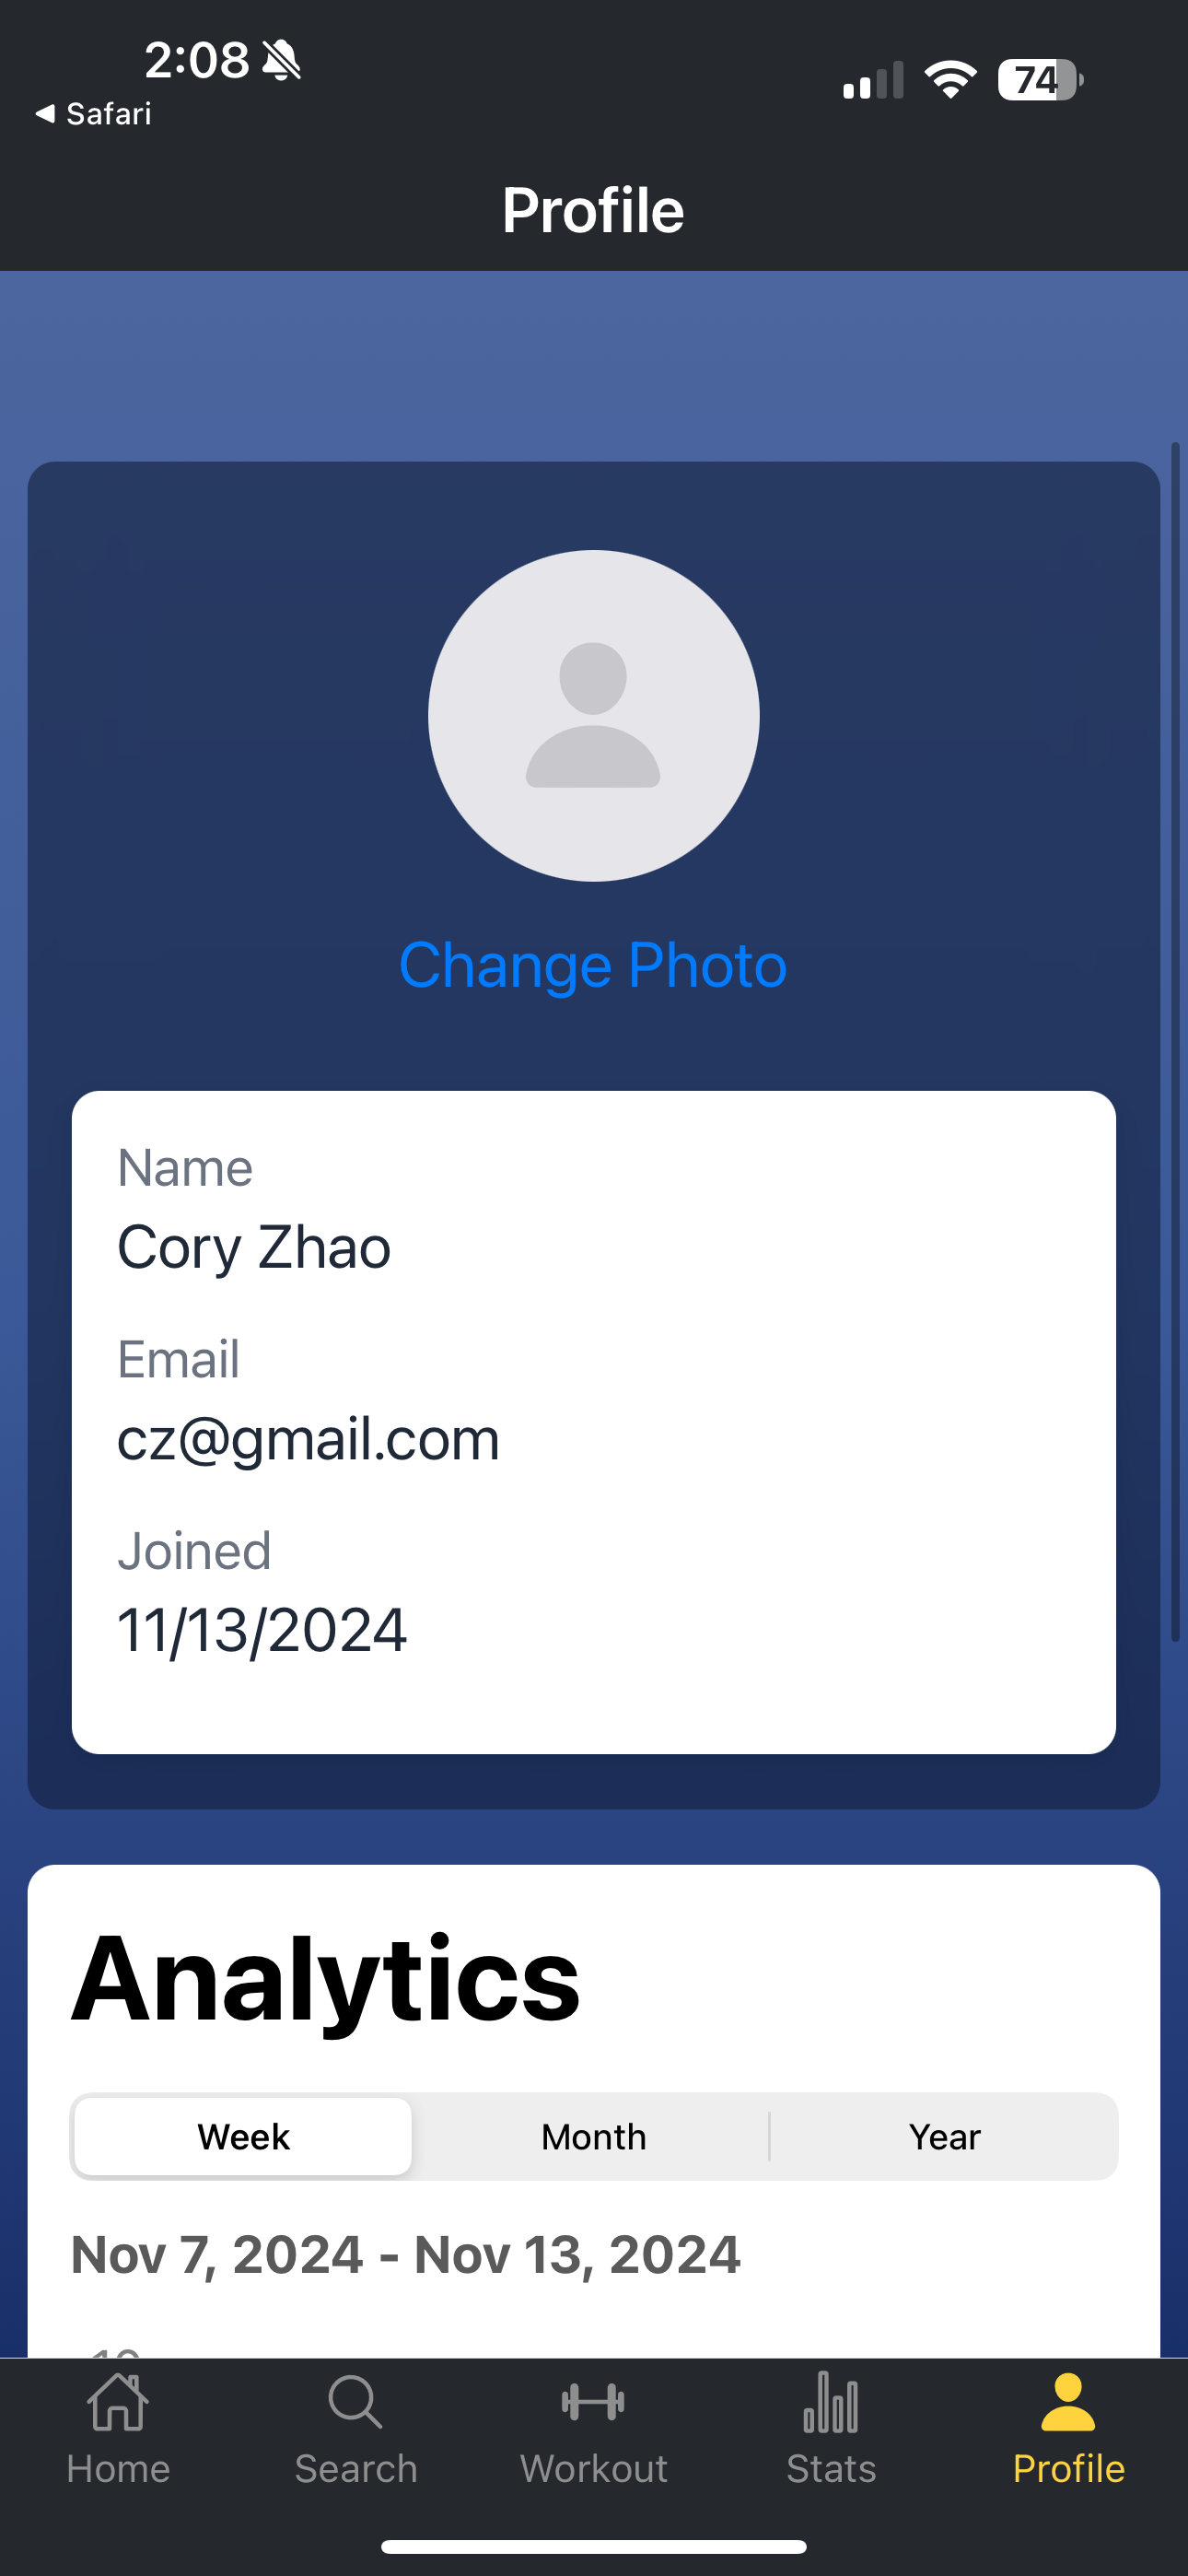 2:08
74
Safari
Profile
Change Photo
Name
Cory Zhao
Email
cz@gmail.com
Joined
11/13/2024
Analytics
Week Month Year
Nov 7, 2024 - Nov 13, 2024
Home Search Workout Stats Profile